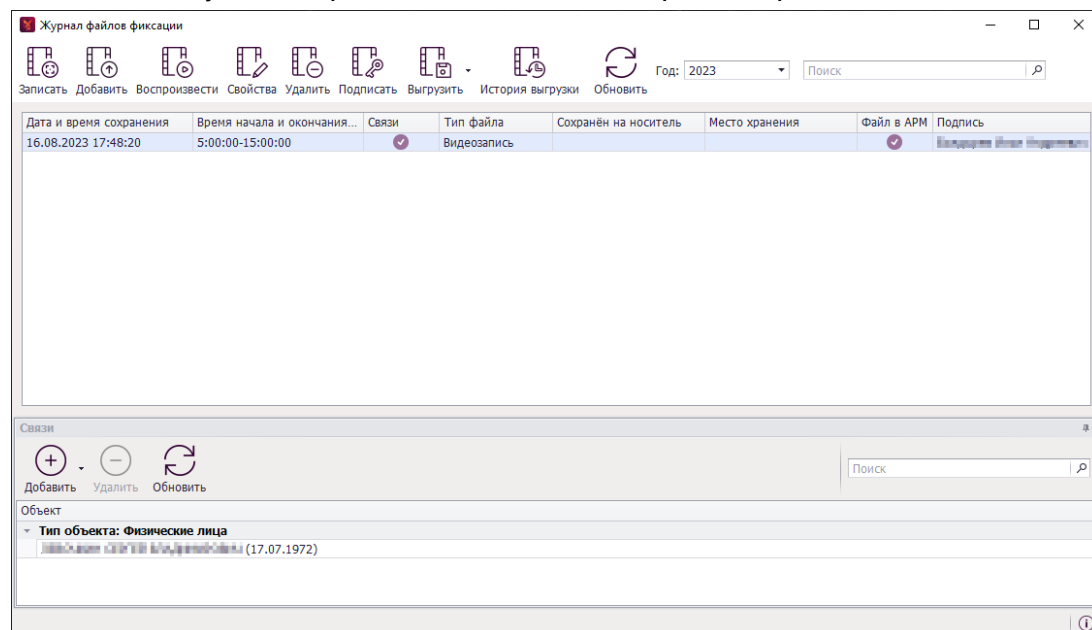 Журнал файлов фиксации
Записать Добавить Воспроизвести Свойства Удалить Подписать Выгрузить История выгрузки Обновить Год: 2023 Поиск
Дата и время сохранения Время начала и окончания... Связи Тип файла Сохранён на носитель Место хранения Файл в АРМ Подпись
16.08.2023 17:48:20 5:00:00-15:00:00 Видеозапись
Связи
Добавить Удалить Обновить Поиск
Объект
Тип объекта: Физические лица
(17.07.1972)